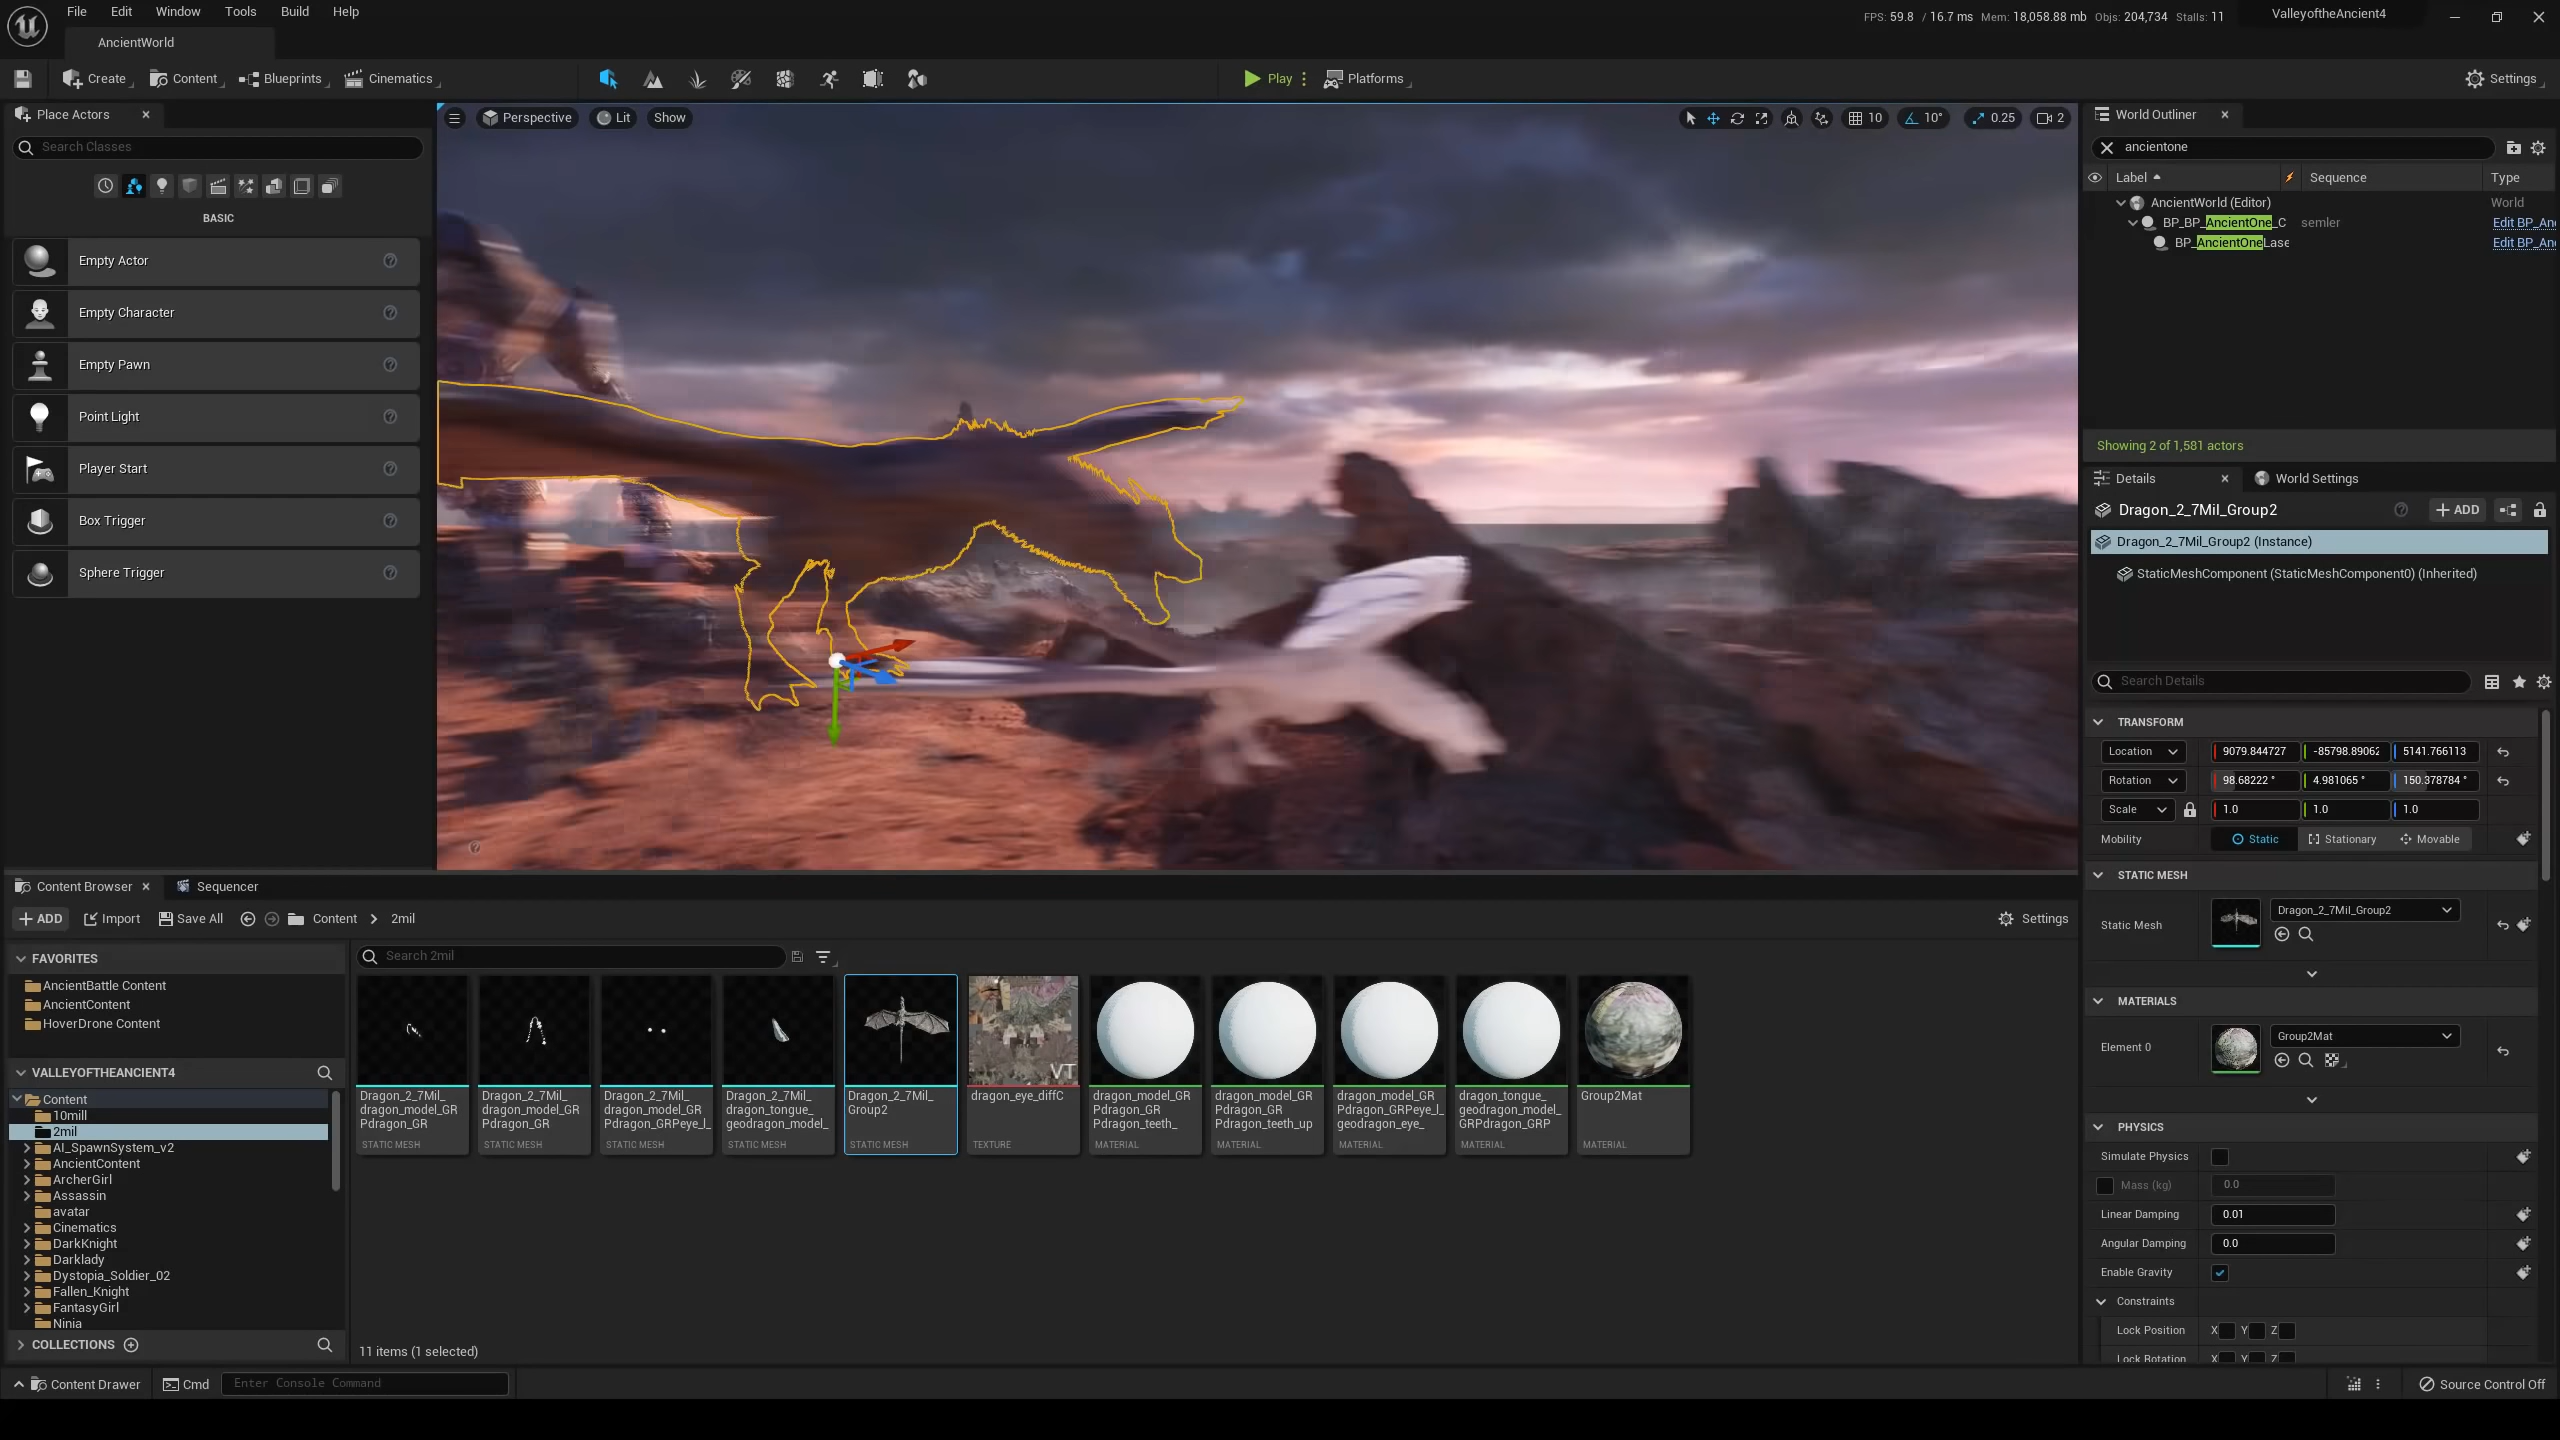 File Edit Window Tools Build Help
FPS: 59.8 / 16.7 ms Mem: 18,058.88 mb Objs: 204,734 Stalls: 11
ValleyoftheAncient4
AncientWorld
Create Content Blueprints Cinematics
Play Platforms
Settings
Place Actors
Search Classes
BASIC
Empty Actor
Empty Character
Empty Pawn
Point Light
Player Start
Box Trigger
Sphere Trigger
Perspective Lit Show
10 10° 0.25 2
World Outliner
ancientone
Label Sequence Type
AncientWorld (Editor) World
BP_BP_AncientOne_C semler Edit BP_An
BP_AncientOneLase Edit BP_An
Showing 2 of 1,581 actors
Details World Settings
Dragon_2_7Mil_Group2 + ADD
Dragon_2_7Mil_Group2 (Instance)
StaticMeshComponent (StaticMeshComponent0) (Inherited)
Search Details
TRANSFORM
Location 9079.844727 -85798.89062 5141.766113
Rotation 98.68222 ° 4.981065 ° 150.378784 °
Scale 1.0 1.0 1.0
Mobility Static Stationary Movable
STATIC MESH
Static Mesh Dragon_2_7Mil_Group2
MATERIALS
Element 0 Group2Mat
PHYSICS
Simulate Physics
Mass (kg) 0.0
Linear Damping 0.01
Angular Damping 0.0
Enable Gravity
Constraints
Lock Position X Y Z
Lock Rotation X Y Z
Content Browser Sequencer
+ ADD Import Save All Content > 2mil Settings
FAVORITES
AncientBattle Content
AncientContent
HoverDrone Content
VALLEYOFTHEANCIENT4
Content
10mill
2mil
AI_SpawnSystem_v2
AncientContent
ArcherGirl
Assassin
avatar
Cinematics
DarkKnight
Darklady
Dystopia_Soldier_02
Fallen_Knight
FantasyGirl
Ninja
COLLECTIONS
Search 2mil
Dragon_2_7Mil_
dragon_model_GR
Pdragon_GR
STATIC MESH
Dragon_2_7Mil_
dragon_model_GR
Pdragon_GR
STATIC MESH
Dragon_2_7Mil_
dragon_model_GR
Pdragon_GRPeye_l_
STATIC MESH
Dragon_2_7Mil_
dragon_tongue_
geodragon_model_
STATIC MESH
Dragon_2_7Mil_
Group2
STATIC MESH
VT
dragon_eye_diffC
TEXTURE
dragon_model_GR
Pdragon_GR
Pdragon_teeth_
MATERIAL
dragon_model_GR
Pdragon_GR
Pdragon_teeth_up
MATERIAL
dragon_model_GR
Pdragon_GRPeye_l_
geodragon_eye_
MATERIAL
dragon_tongue_
geodragon_model_
GRPdragon_GRP
MATERIAL
Group2Mat
MATERIAL
11 items (1 selected)
Content Drawer Cmd Enter Console Command
Source Control Off